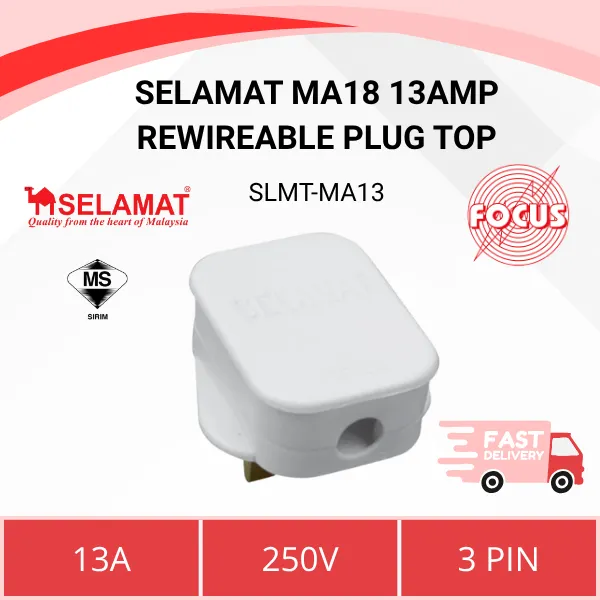 SELAMAT MA18 13AMP
REWIREABLE PLUG TOP
SLMT-MA13
SELAMAT®
Quality from the heart of Malaysia
FOCUS
MS
SIRIM
SELAMAT
FAST
DELIVERY
13A
250V
3 PIN